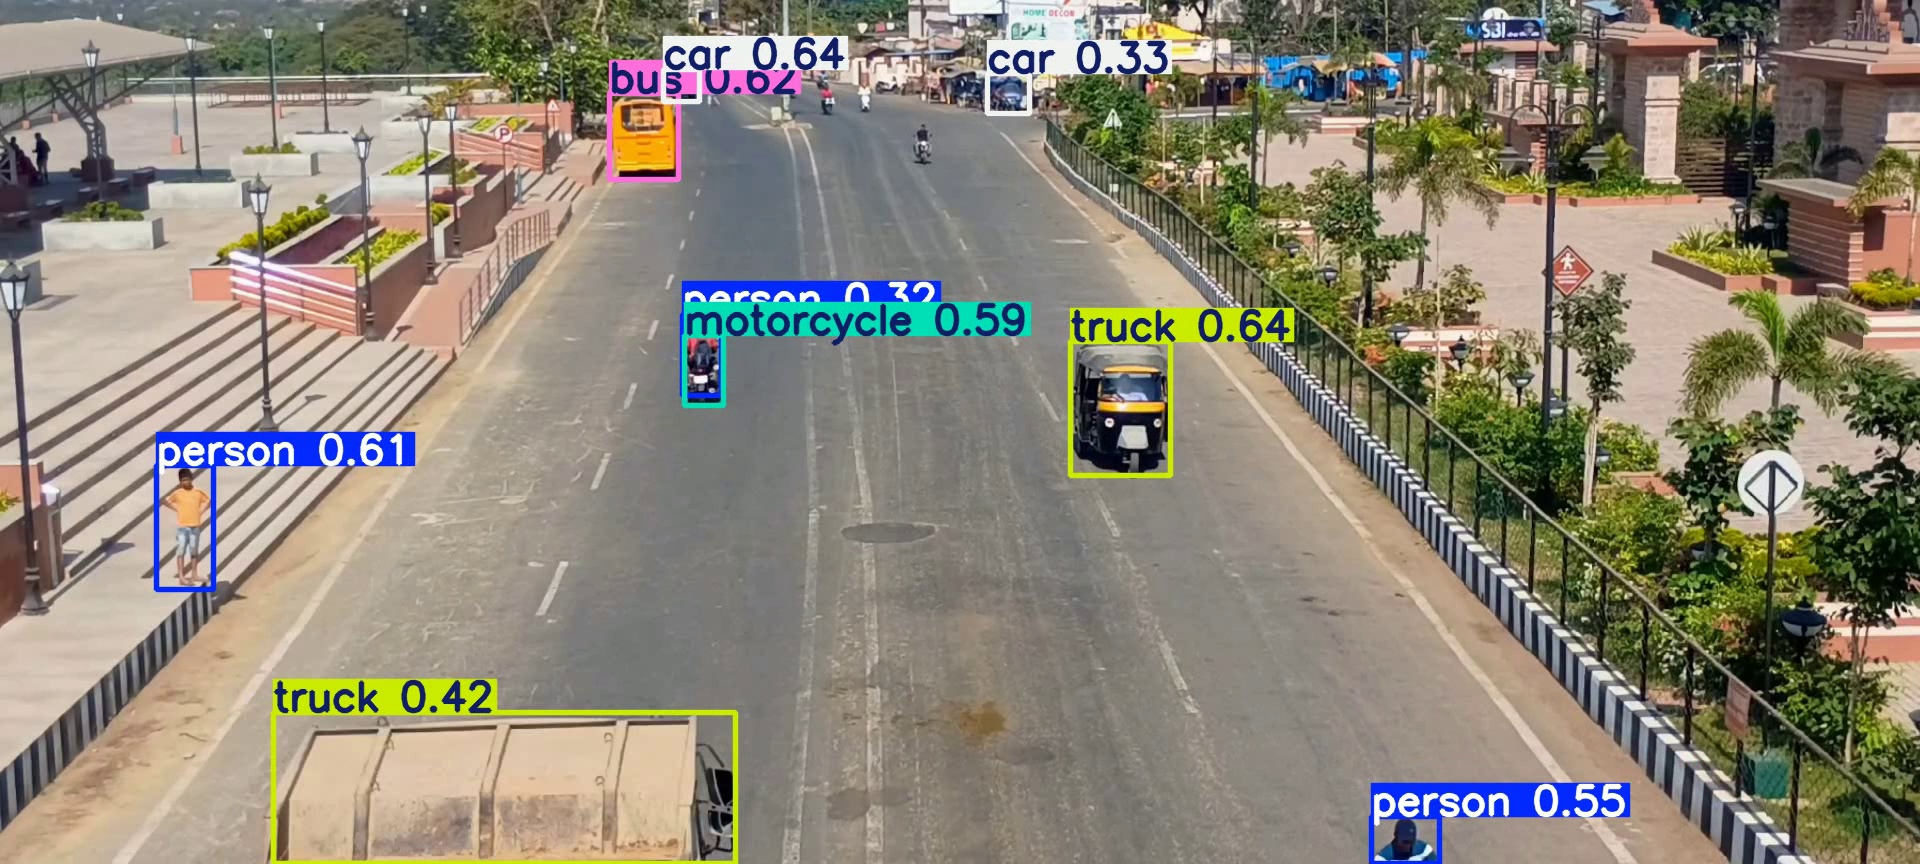 HOME DECOR
SBI
car 0.64
car 0.33
bus 0.62
P
person 0.32
motorcycle 0.59
truck 0.64
person 0.61
truck 0.42
person 0.55